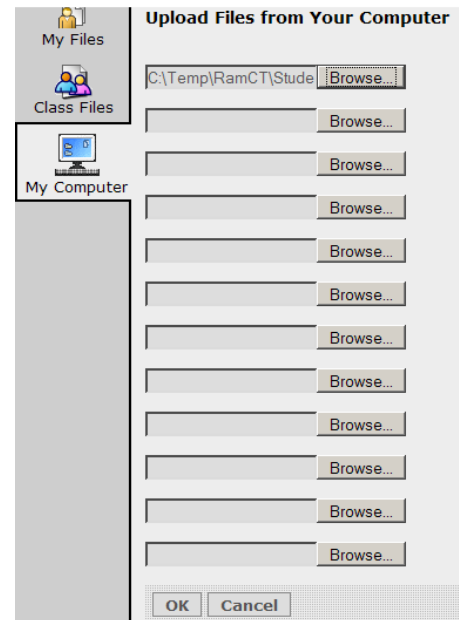 My Files
Class Files
My Computer
Upload Files from Your Computer
C:\Temp\RamCT\Stude Browse...
Browse...
Browse...
Browse...
Browse...
Browse...
Browse...
Browse...
Browse...
Browse...
Browse...
Browse...
OK Cancel